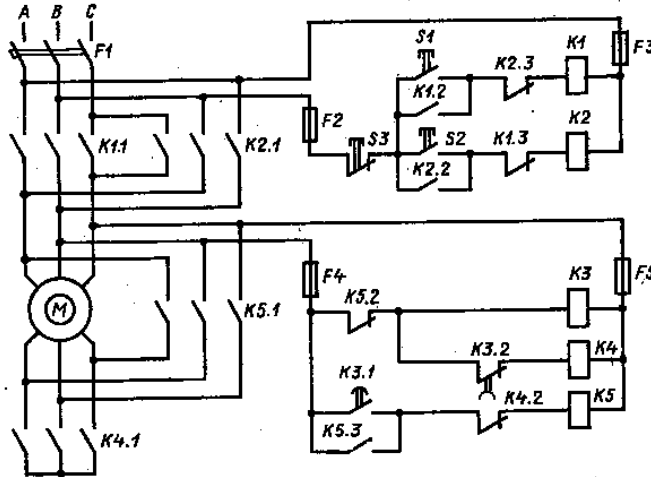 A B C
F1
S1
K2.3
K1
F3
K1.2
F2
K2
K1.1
K2.1
S3
S2
K1.3
K2.2
F4
K3
F5
M
K5.1
K5.2
K3.2
K4
K3.1
K4.2
K5
K5.3
K4.1